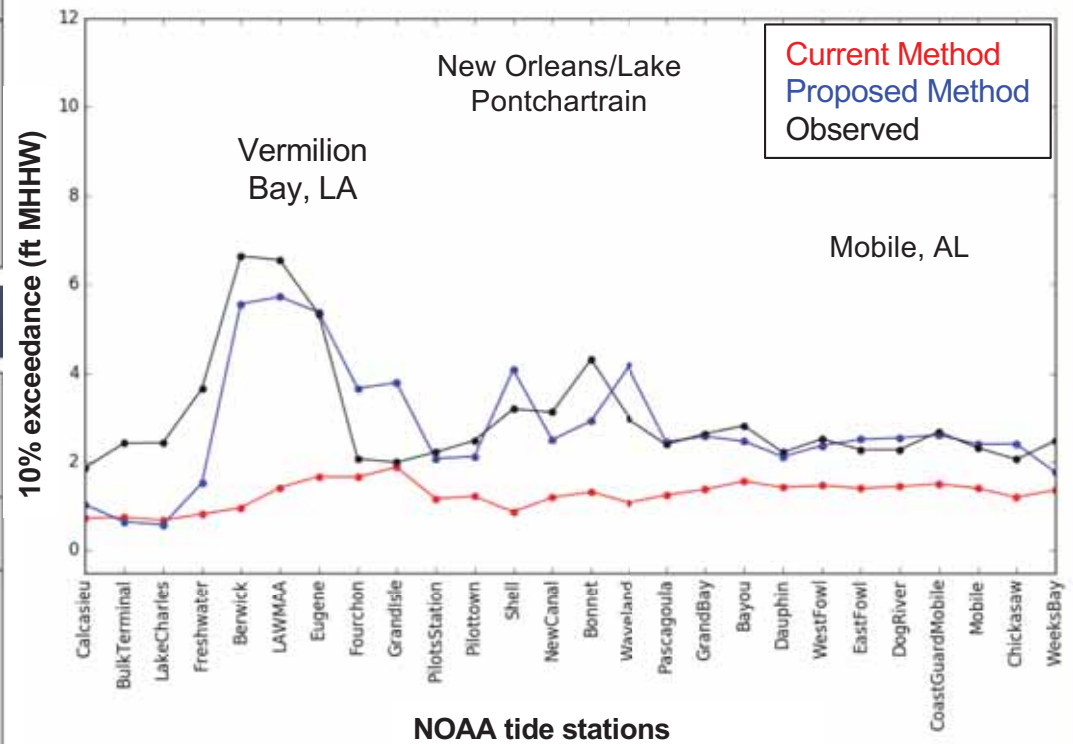 12
10
8
6
4
2
0
10% exceedance (ft MHHW)
New Orleans/Lake
Pontchartrain
Vermilion
Bay, LA
Mobile, AL
Current Method
Proposed Method
Observed
Calcasieu
BulkTerminal
LakeCharles
Freshwater
Berwick
LAWMAA
Eugene
Fourchon
GrandIsle
PilotsStation
Pilottown
Shell
NewCanal
Bonnet
Waveland
Pascagoula
GrandBay
Bayou
Dauphin
WestFowl
EastFowl
DogRiver
CoastGuardMobile
Mobile
Chickasaw
WeeksBay
NOAA tide stations